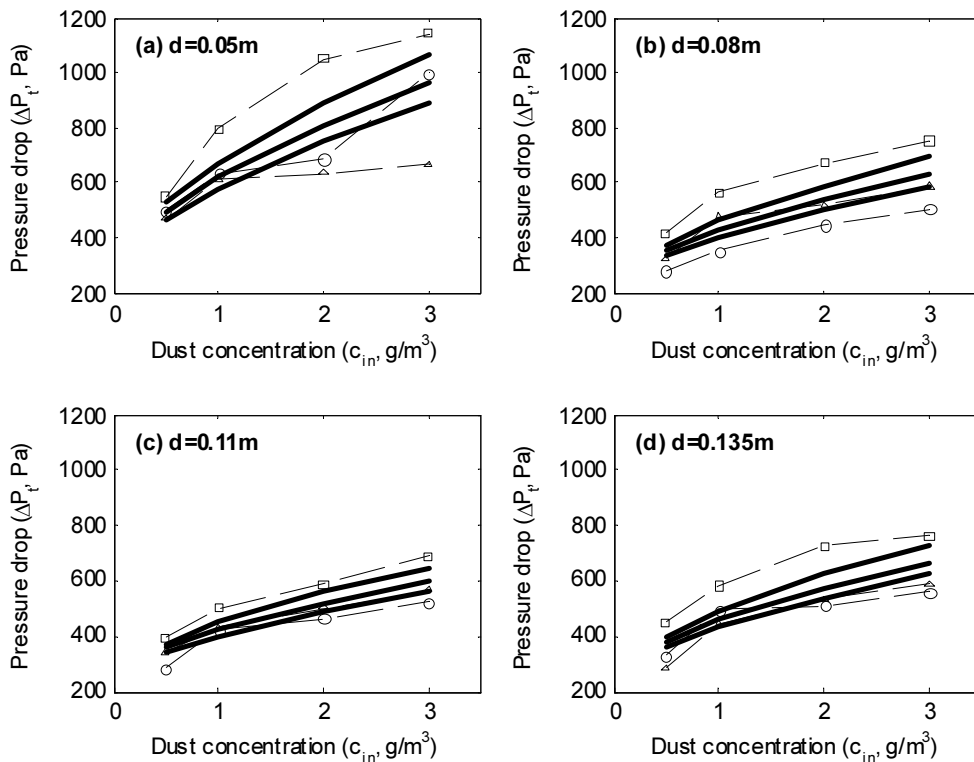 (a) d=0.05m
Pressure drop (ΔP_t, Pa)
1200
1000
800
600
400
200
0 1 2 3
Dust concentration (c_in, g/m³)
(b) d=0.08m
Pressure drop (ΔP_t, Pa)
1200
1000
800
600
400
200
0 1 2 3
Dust concentration (c_in, g/m³)
(c) d=0.11m
Pressure drop (ΔP_t, Pa)
1200
1000
800
600
400
200
0 1 2 3
Dust concentration (c_in, g/m³)
(d) d=0.135m
Pressure drop (ΔP_t, Pa)
1200
1000
800
600
400
200
0 1 2 3
Dust concentration (c_in, g/m³)